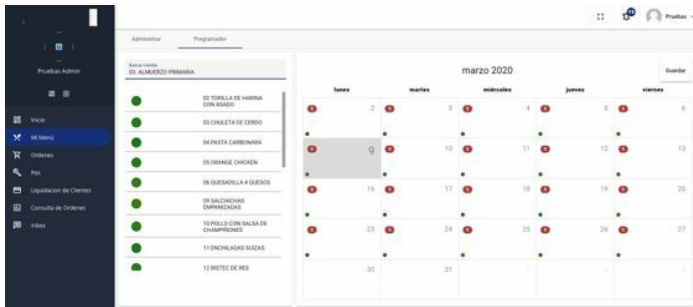 15
Pruebas
Administrar Programador
Pruebas Admin
Buscar comida
03. ALMUERZO PRIMARIA
marzo 2020
Guardar
Inicio
Mi Menú
Ordenes
Pos
Liquidación de Clientes
Consulta de Ordenes
Inbox
02 TORILLA DE HARINA
CON ASADO
03 CHULETA DE CERDO
04 PASTA CARBONARA
05 ORANGE CHICKEN
06 QUESADILLA 4 QUESOS
09 SALCHICHAS
EMPANIZADAS
10 POLLO CON SALSA DE
CHAMPIÑONES
11 ENCHILADAS SUIZAS
12 BISTEC DE RES
lunes martes miércoles jueves viernes
2 3 4 5 6
9 10 11 12 13
16 17 18 19 20
23 24 25 26 27
30 31